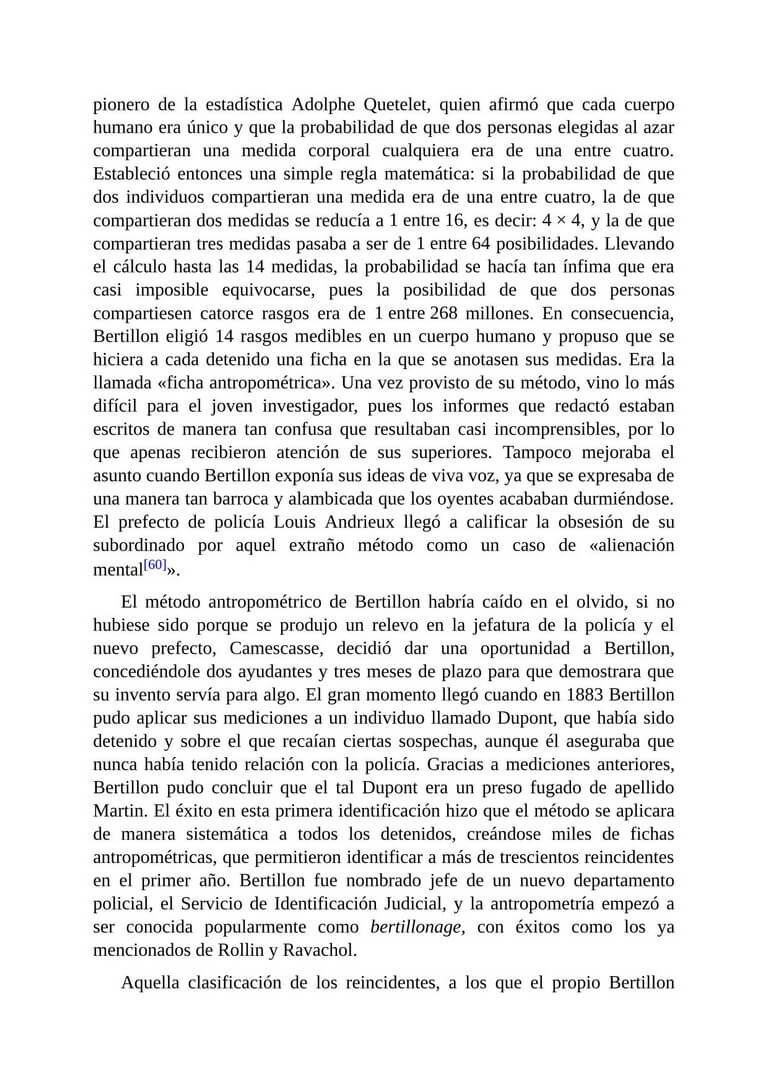 pionero de la estadística Adolphe Quetelet, quien afirmó que cada cuerpo
humano era único y que la probabilidad de que dos personas elegidas al azar
compartieran una medida corporal cualquiera era de una entre cuatro.
Estableció entonces una simple regla matemática: si la probabilidad de que
dos individuos compartieran una medida era de una entre cuatro, la de que
compartieran dos medidas se reducía a 1 entre 16, es decir: 4 × 4, y la de que
compartieran tres medidas pasaba a ser de 1 entre 64 posibilidades. Llevando
el cálculo hasta las 14 medidas, la probabilidad se hacía tan ínfima que era
casi imposible equivocarse, pues la posibilidad de que dos personas
compartiesen catorce rasgos era de 1 entre 268 millones. En consecuencia,
Bertillon eligió 14 rasgos medibles en un cuerpo humano y propuso que se
hiciera a cada detenido una ficha en la que se anotasen sus medidas. Era la
llamada «ficha antropométrica». Una vez provisto de su método, vino lo más
difícil para el joven investigador, pues los informes que redactó estaban
escritos de manera tan confusa que resultaban casi incomprensibles, por lo
que apenas recibieron atención de sus superiores. Tampoco mejoraba el
asunto cuando Bertillon exponía sus ideas de viva voz, ya que se expresaba de
una manera tan barroca y alambicada que los oyentes acababan durmiéndose.
El prefecto de policía Louis Andrieux llegó a calificar la obsesión de su
subordinado por aquel extraño método como un caso de «alienación
mental[60]».
El método antropométrico de Bertillon habría caído en el olvido, si no
hubiese sido porque se produjo un relevo en la jefatura de la policía y el
nuevo prefecto, Camescasse, decidió dar una oportunidad a Bertillon,
concediéndole dos ayudantes y tres meses de plazo para que demostrara que
su invento servía para algo. El gran momento llegó cuando en 1883 Bertillon
pudo aplicar sus mediciones a un individuo llamado Dupont, que había sido
detenido y sobre el que recaían ciertas sospechas, aunque él aseguraba que
nunca había tenido relación con la policía. Gracias a mediciones anteriores,
Bertillon pudo concluir que el tal Dupont era un preso fugado de apellido
Martin. El éxito en esta primera identificación hizo que el método se aplicara
de manera sistemática a todos los detenidos, creándose miles de fichas
antropométricas, que permitieron identificar a más de trescientos reincidentes
en el primer año. Bertillon fue nombrado jefe de un nuevo departamento
policial, el Servicio de Identificación Judicial, y la antropometría empezó a
ser conocida popularmente como bertillonage, con éxitos como los ya
mencionados de Rollin y Ravachol.
Aquella clasificación de los reincidentes, a los que el propio Bertillon